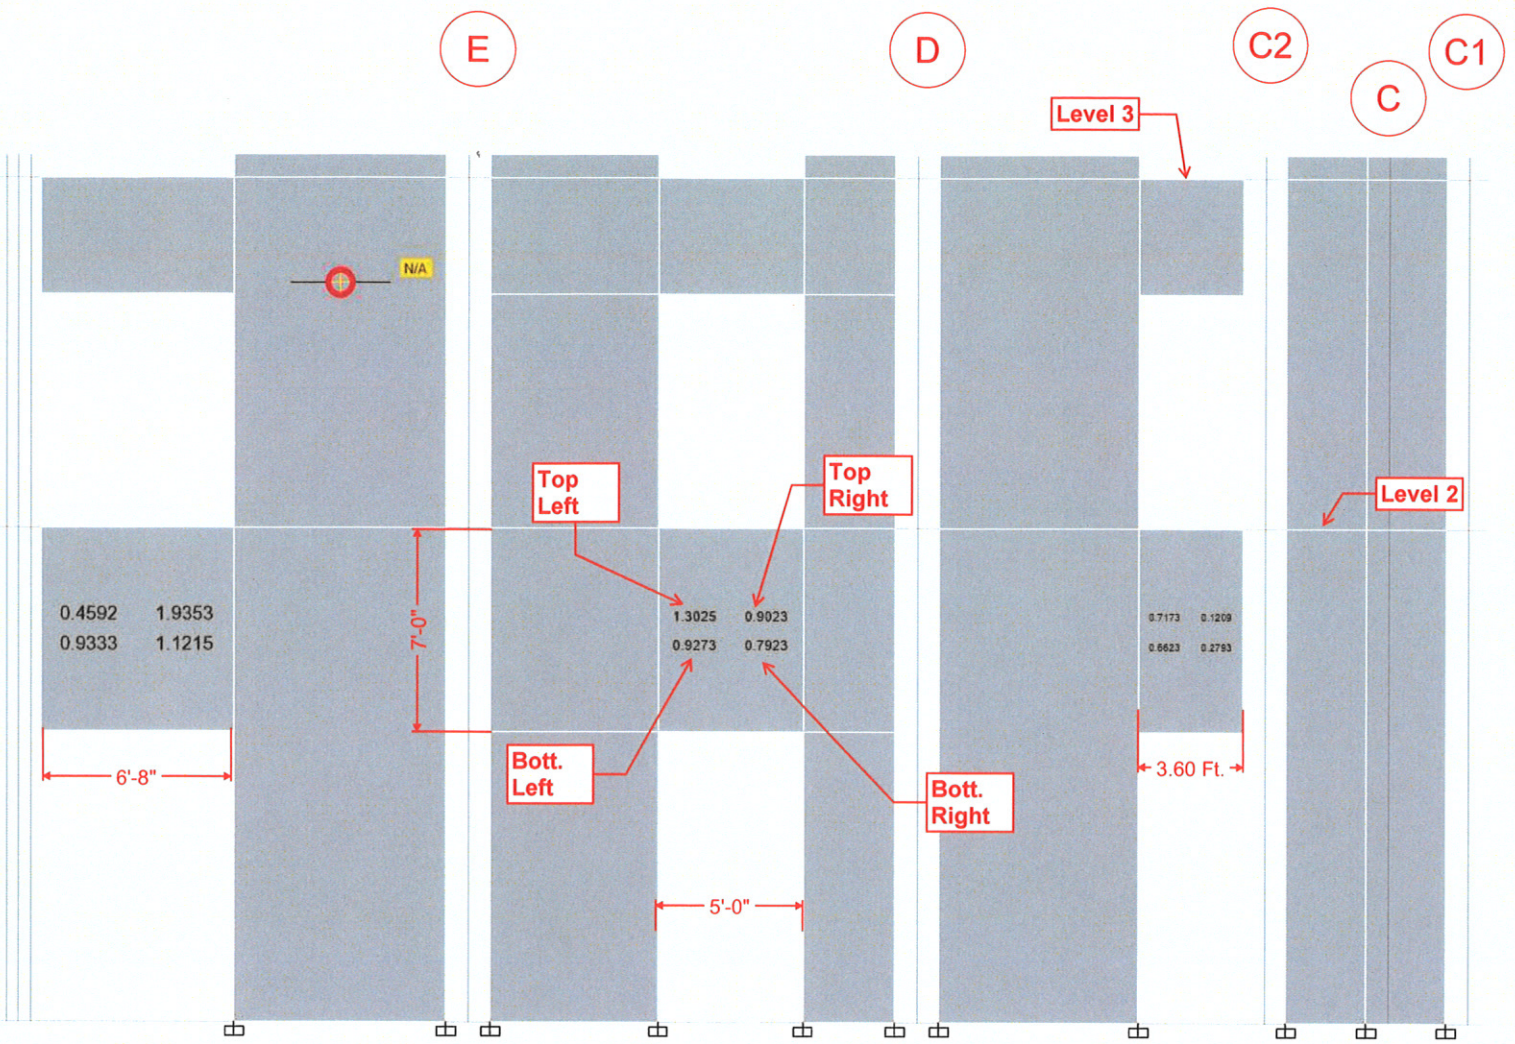 E
D
C2
C1
C
Level 3
N/A
Top
Left
Top
Right
Level 2
0.4592 1.9353
0.9333 1.1215
7'-0"
1.3025 0.9023
0.9273 0.7923
0.7173 0.1209
0.6623 0.2793
6'-8"
Bott.
Left
3.60 Ft.
Bott.
Right
5'-0"